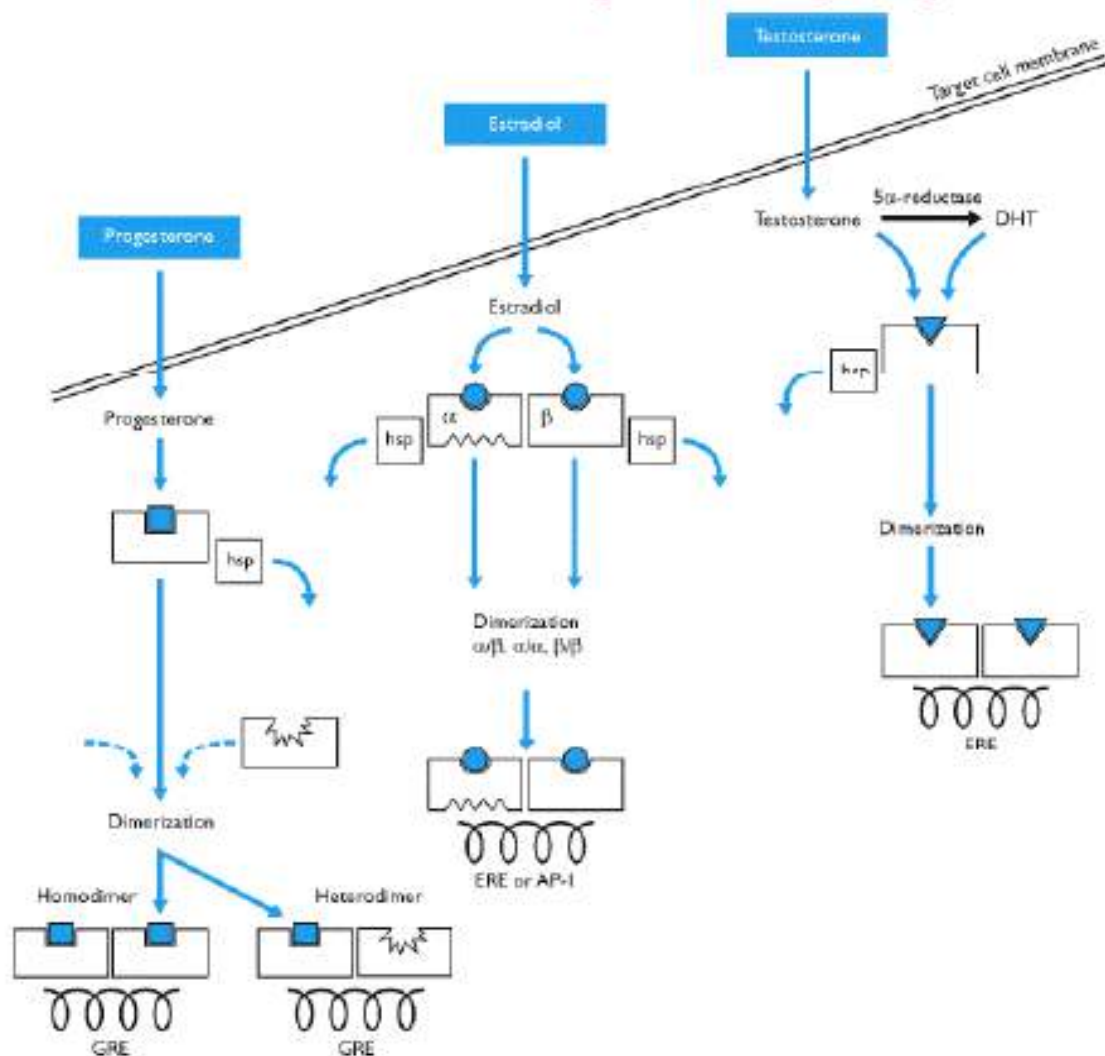 Testosterone
Target cell membrane
Estradiol
5α-reductase
Testosterone
DHT
Progesterone
Estradiol
hsp
Progesterone
α
β
hsp
hsp
hsp
Dimerization
Dimerization
α/β, α/α, β/β
ERE
Dimerization
ERE or AP-1
Homodimer
Heterodimer
GRE
GRE